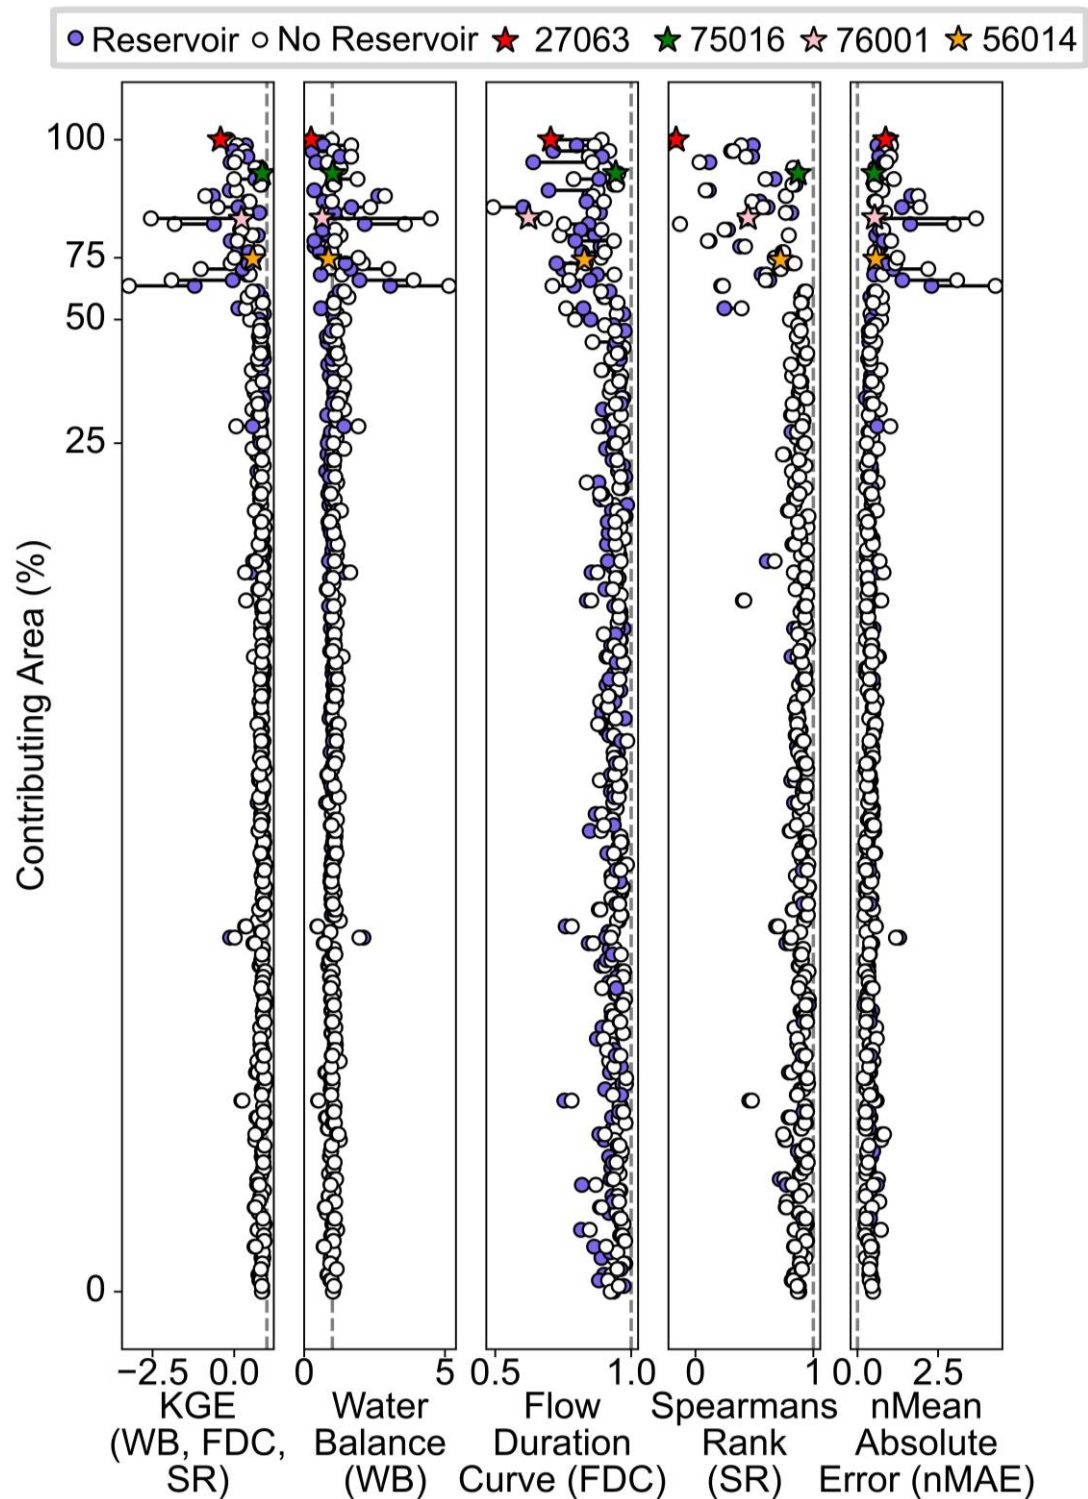 Reservoir No Reservoir 27063 75016 76001 56014
100
75
50
25
0
Contributing Area (%)
−2.5 0.0 0 5 0.5 1.0 0 1 0.0 2.5
KGE Water Flow Spearmans nMean
(WB, FDC, Balance Duration Rank Absolute
SR) (WB) Curve (FDC) (SR) Error (nMAE)